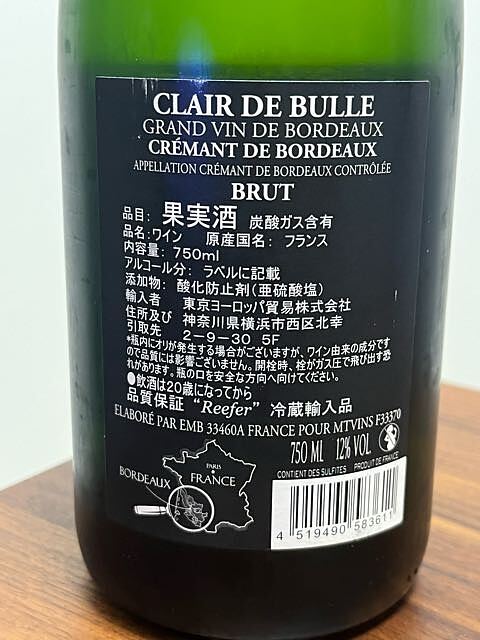 CLAIR DE BULLE
GRAND VIN DE BORDEAUX
CRÉMANT DE BORDEAUX
APPELLATION CRÉMANT DE BORDEAUX CONTRÔLÉE
BRUT
品目: 果実酒 炭酸ガス含有
品名:ワイン 原産国名: フランス
内容量: 750ml
アルコール分: ラベルに記載
添加物: 酸化防止剤(亜硫酸塩)
輸入者 東京ヨーロッパ貿易株式会社
住所及び 神奈川県横浜市西区北幸
引取先 2-9-30 5F
*瓶内にオリが発生する場合がございますが、ワイン由来の成分です
ので品質には影響ございません。開栓時、栓がガス圧で飛び出す恐
れがあります。瓶の口を安全な方向へ向けてください。
●飲酒は20歳になってから
品質保証 “Reefer” 冷蔵輸入品
ELABORÉ PAR EMB 33460A FRANCE POUR MTVINS F33370
750 ML 12% VOL
CONTIENT DES SULFITES PRODUIT DE FRANCE
PARIS
FRANCE
BORDEAUX
4 519490 583611